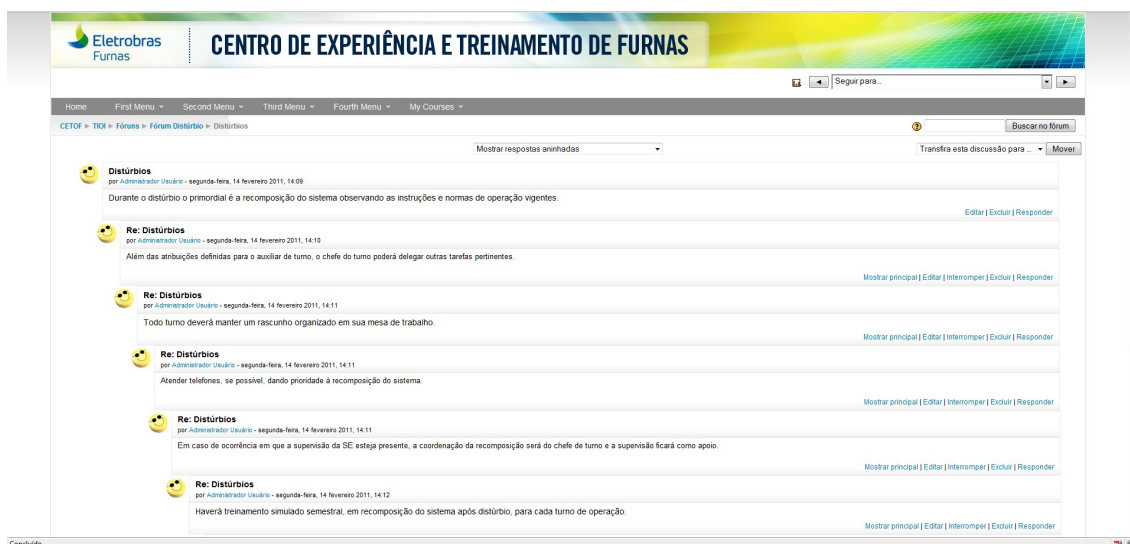 Eletrobras
Furnas
CENTRO DE EXPERIÊNCIA E TREINAMENTO DE FURNAS
Seguir para...
Home First Menu Second Menu Third Menu Fourth Menu My Courses
CETOF ► TIOI ► Fóruns ► Fórum Distúrbio ► Distúrbios
Buscar no fórum
Mostrar respostas aninhadas
Transfira esta discussão para ...
Mover
Distúrbios
por Administrador Usuário - segunda-feira, 14 fevereiro 2011, 14:09
Durante o distúrbio o primordial é a recomposição do sistema observando as instruções e normas de operação vigentes.
Editar | Excluir | Responder
Re: Distúrbios
por Administrador Usuário - segunda-feira, 14 fevereiro 2011, 14:10
Além das atribuições definidas para o auxiliar de turno, o chefe do turno poderá delegar outras tarefas pertinentes.
Mostrar principal | Editar | Interromper | Excluir | Responder
Re: Distúrbios
por Administrador Usuário - segunda-feira, 14 fevereiro 2011, 14:11
Todo turno deverá manter um rascunho organizado em sua mesa de trabalho.
Mostrar principal | Editar | Interromper | Excluir | Responder
Re: Distúrbios
por Administrador Usuário - segunda-feira, 14 fevereiro 2011, 14:11
Atender telefones, se possível, dando prioridade à recomposição do sistema.
Mostrar principal | Editar | Interromper | Excluir | Responder
Re: Distúrbios
por Administrador Usuário - segunda-feira, 14 fevereiro 2011, 14:11
Em caso de ocorrência em que a supervisão da SE esteja presente, a coordenação da recomposição será do chefe de turno e a supervisão ficará como apoio.
Mostrar principal | Editar | Interromper | Excluir | Responder
Re: Distúrbios
por Administrador Usuário - segunda-feira, 14 fevereiro 2011, 14:12
Haverá treinamento simulado semestral, em recomposição do sistema após distúrbio, para cada turno de operação.
Mostrar principal | Editar | Interromper | Excluir | Responder
Concluído